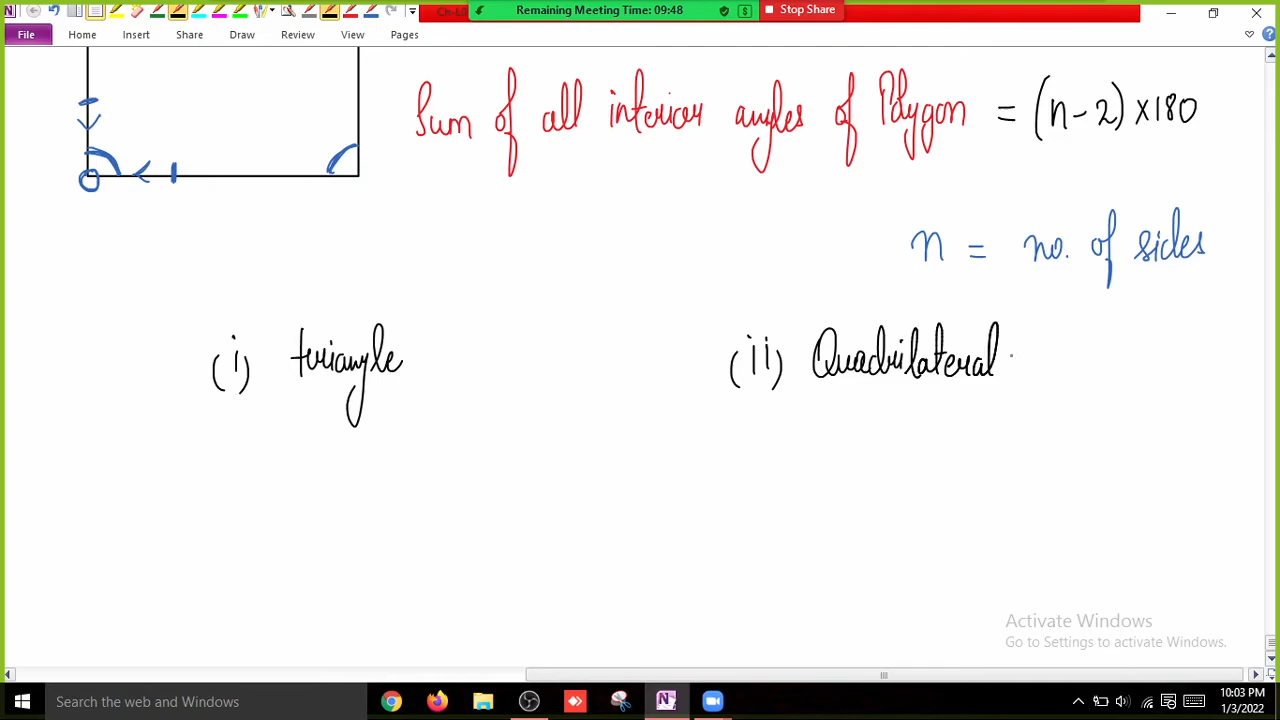 Remaining Meeting Time: 09:48
$
Stop Share
File Home Insert Share Draw Review View Pages
Sum of all interior angles of Polygon = (n-2)×180
n = no. of sides
(i) triangle
(ii) Quadrilateral
Activate Windows
Go to Settings to activate Windows.
Search the web and Windows
10:03 PM
1/3/2022